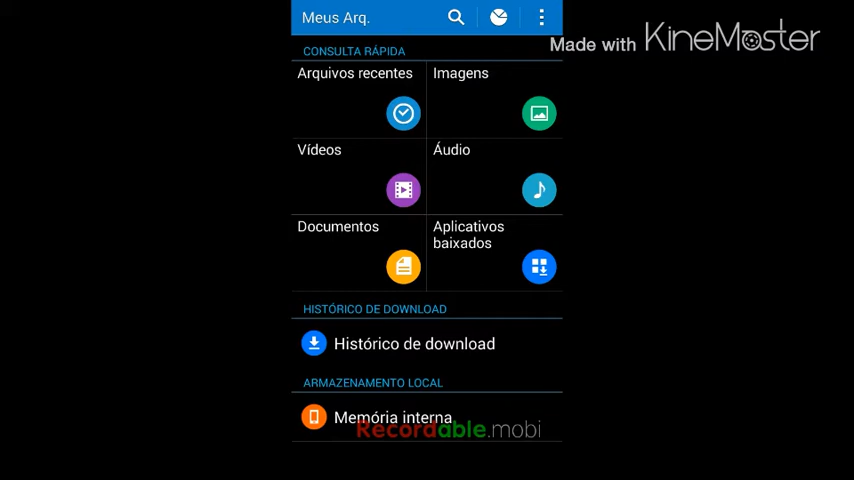 Meus Arq.
Made with KineMaster
CONSULTA RÁPIDA
Arquivos recentes
Imagens
Vídeos
Áudio
Documentos
Aplicativos
baixados
HISTÓRICO DE DOWNLOAD
Histórico de download
ARMAZENAMENTO LOCAL
Memória interna
Recordable.mobi